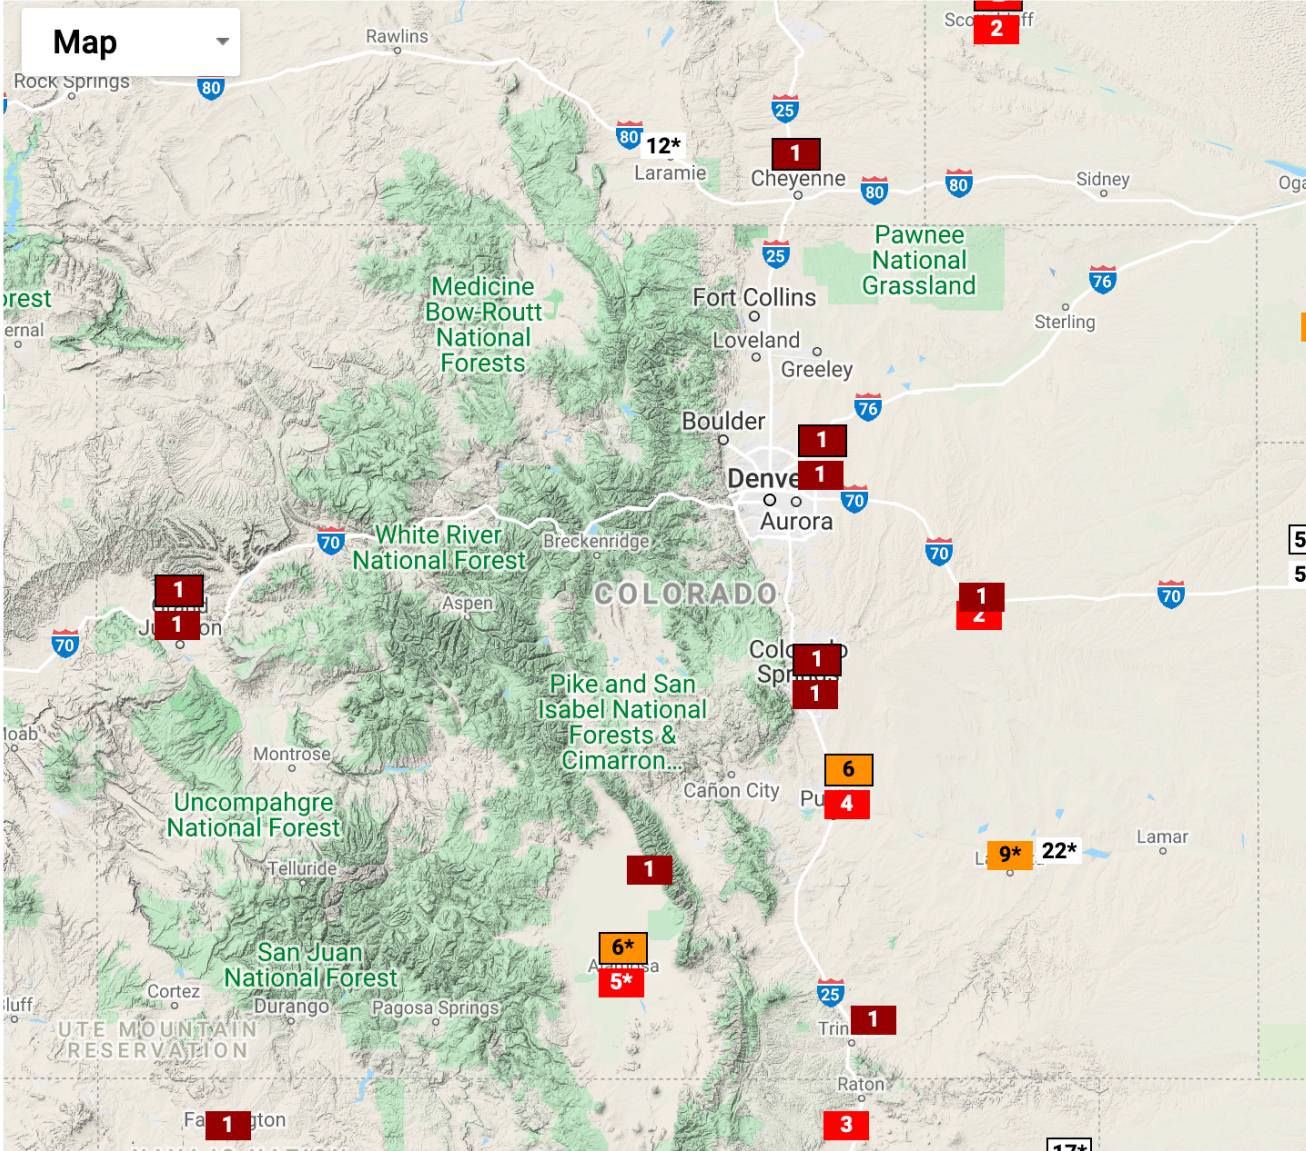 Map
Rawlins
2
Rock Springs
80
25
80
12*
1
Laramie
Cheyenne
80
80
Sidney
Pawnee
National
Grassland
25
76
Medicine
Bow-Routt
National
Forests
Fort Collins
Sterling
Loveland
Greeley
76
Boulder
1
1
Aurora
70
70
White River
National Forest
70
Breckenridge
COLORADO
Aspen
1
1
70
1
2
70
5
5
1
1
Pike and San
Isabel National
Forests &
Cimarron...
Montrose
6
4
Cañon City
Uncompahgre
National Forest
Lamar
9*
22*
Telluride
1
6*
5*
San Juan
National Forest
Cortez
Durango
Pagosa Springs
25
1
UTE MOUNTAIN
RESERVATION
Raton
1
3
17*